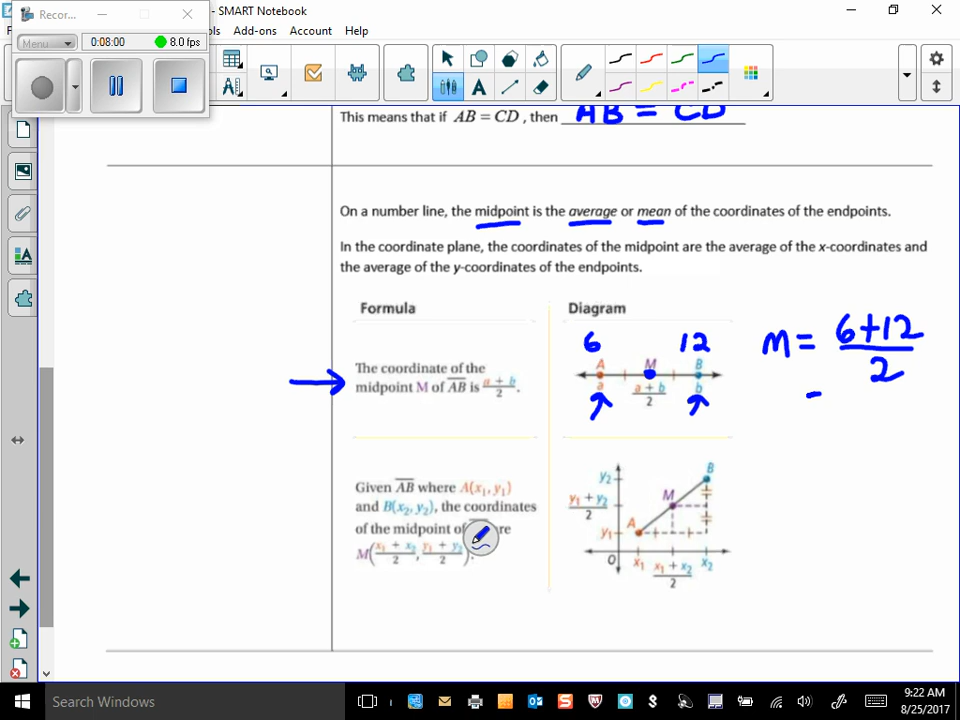 Recor...
SMART Notebook
Menu
0:08:00
8.0 fps
Add-ons Account Help
This means that if AB = CD , then AB = CD
On a number line, the midpoint is the average or mean of the coordinates of the endpoints.
In the coordinate plane, the coordinates of the midpoint are the average of the x-coordinates and
the average of the y-coordinates of the endpoints.
Formula
Diagram
The coordinate of the
midpoint M of AB is a + b / 2 .
6 12
A M B
a a + b / 2 b
M = 6+12 / 2
=
Given AB where A(x₁, y₁)
and B(x₂, y₂), the coordinates
of the midpoint of
M(x₁ + x₂ / 2 , y₁ + y₂ / 2).
y₂ B
y₁ + y₂ / 2 M
y₁ A
O x₁ x₁ + x₂ / 2 x₂
Search Windows
9:22 AM
8/25/2017